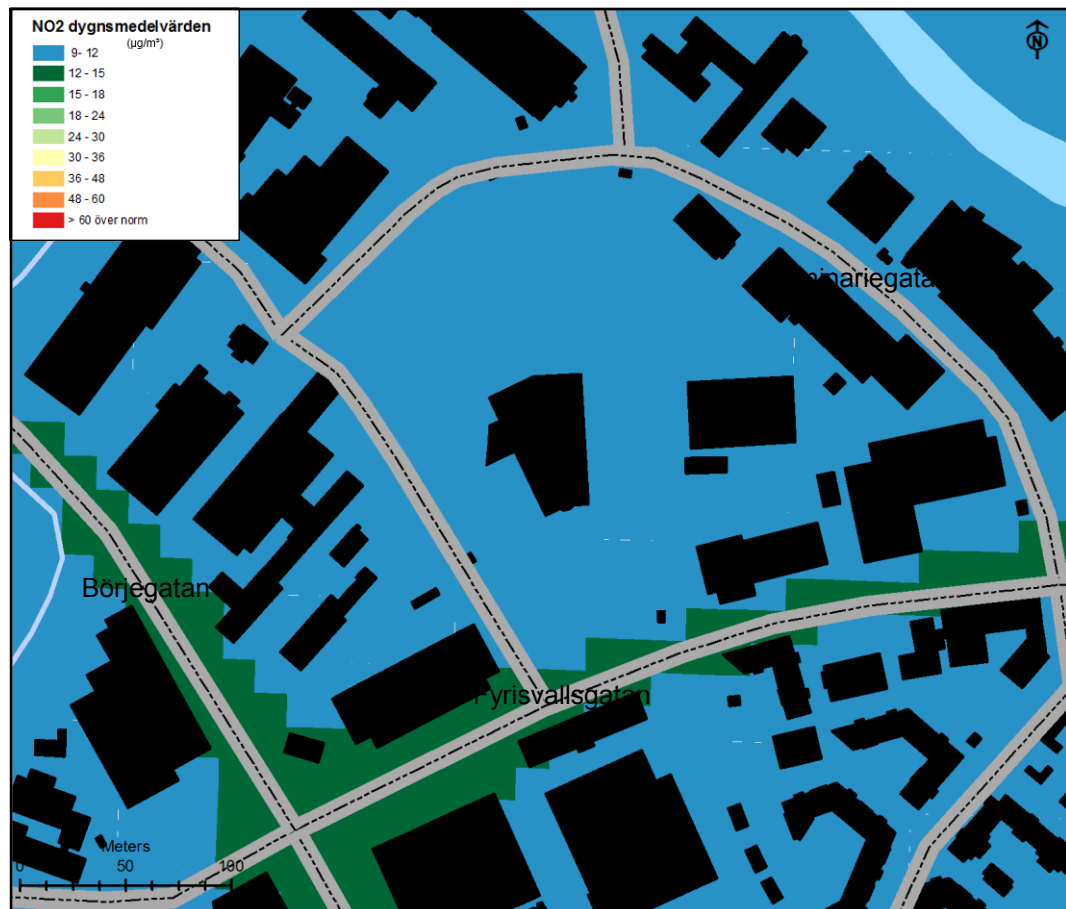 NO2 dygnsmedelvärden
(µg/m³)
9- 12
12 - 15
15 - 18
18 - 24
24 - 30
30 - 36
36 - 48
48 - 60
> 60 över norm
N
Börjegatan
Fyrisvallsgatan
Meters
0 50 100